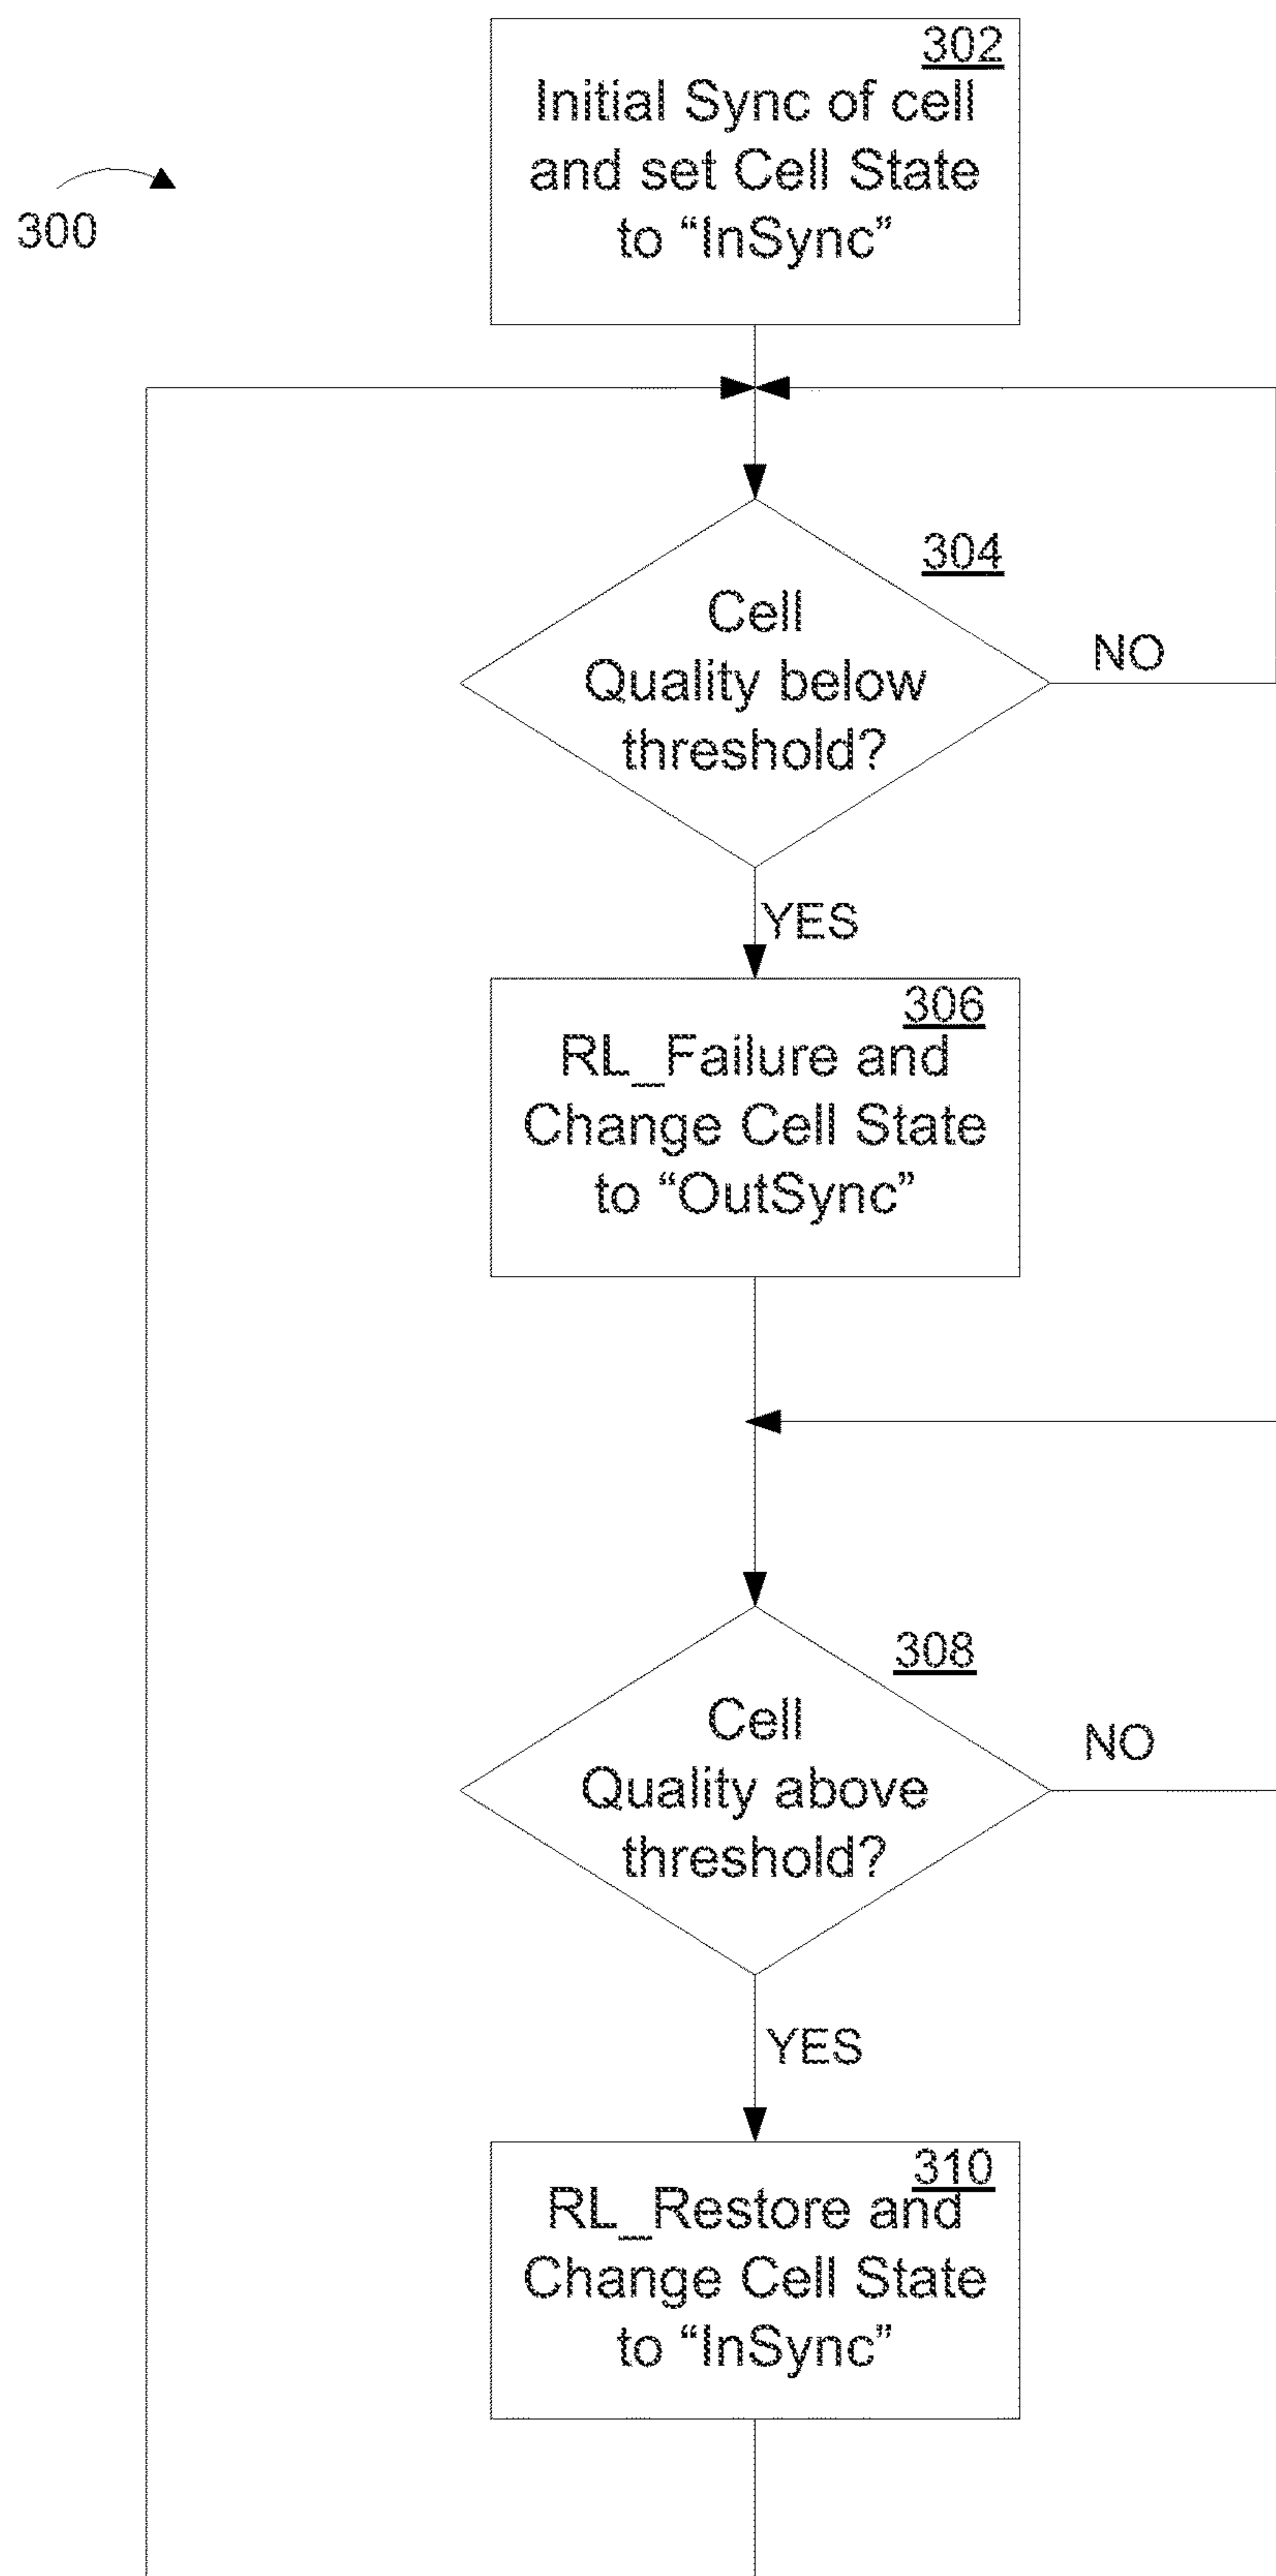 302
Initial Sync of cell
and set Cell State
to “InSync”
300
304
Cell
Quality below
threshold?
NO
YES
306
RL_Failure and
Change Cell State
to “OutSync”
308
Cell
Quality above
threshold?
NO
YES
310
RL_Restore and
Change Cell State
to “InSync”